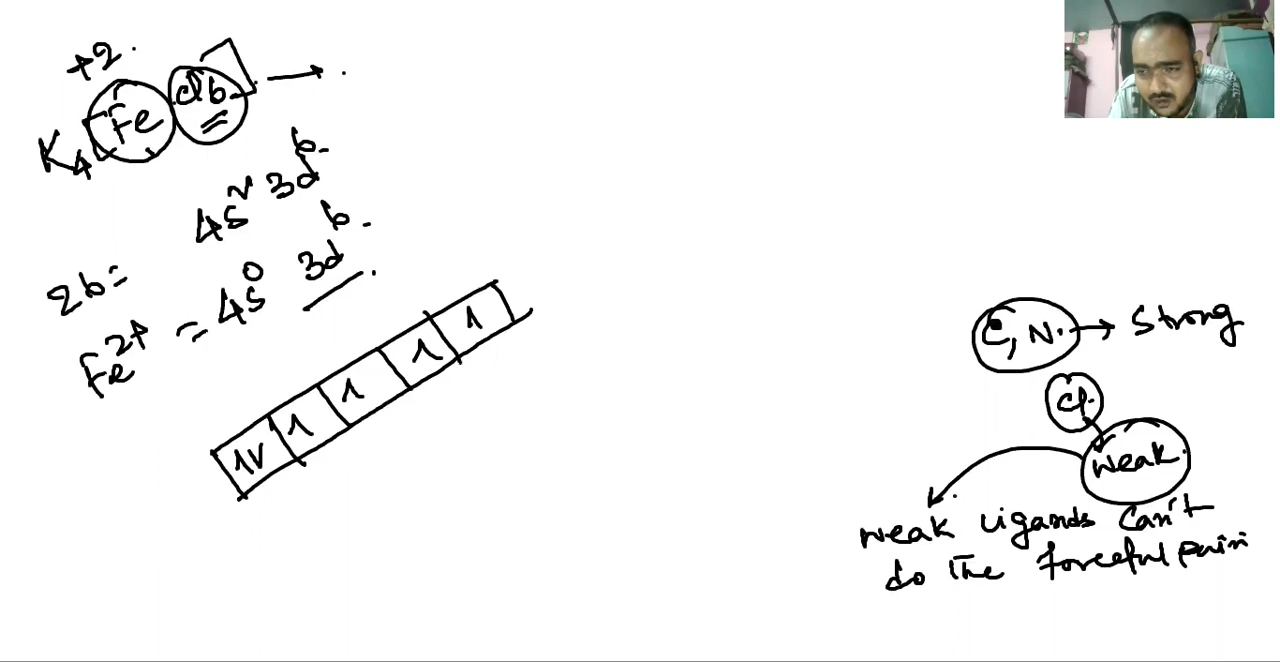 +2.
K4[Fe Cl6] →
4s² 3d6.
26=
Fe2+ = 4s0 3d6.
1V 1 1 1 1
C, N. → Strong
Cl.
weak.
weak ligands can't
do the forceful pairi